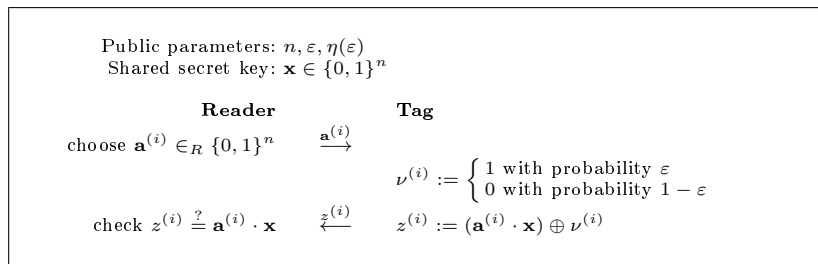 Public parameters: n, ε, η(ε)
Shared secret key: 𝐱 ∈ {0, 1}ⁿ
Reader Tag
choose 𝐚⁽ⁱ⁾ ∈_R {0, 1}ⁿ 𝐚⁽ⁱ⁾ ⟶
ν⁽ⁱ⁾ := { 1 with probability ε
0 with probability 1 − ε
check z⁽ⁱ⁾ ≟ 𝐚⁽ⁱ⁾ · 𝐱 z⁽ⁱ⁾ ⟵ z⁽ⁱ⁾ := (𝐚⁽ⁱ⁾ · 𝐱) ⊕ ν⁽ⁱ⁾